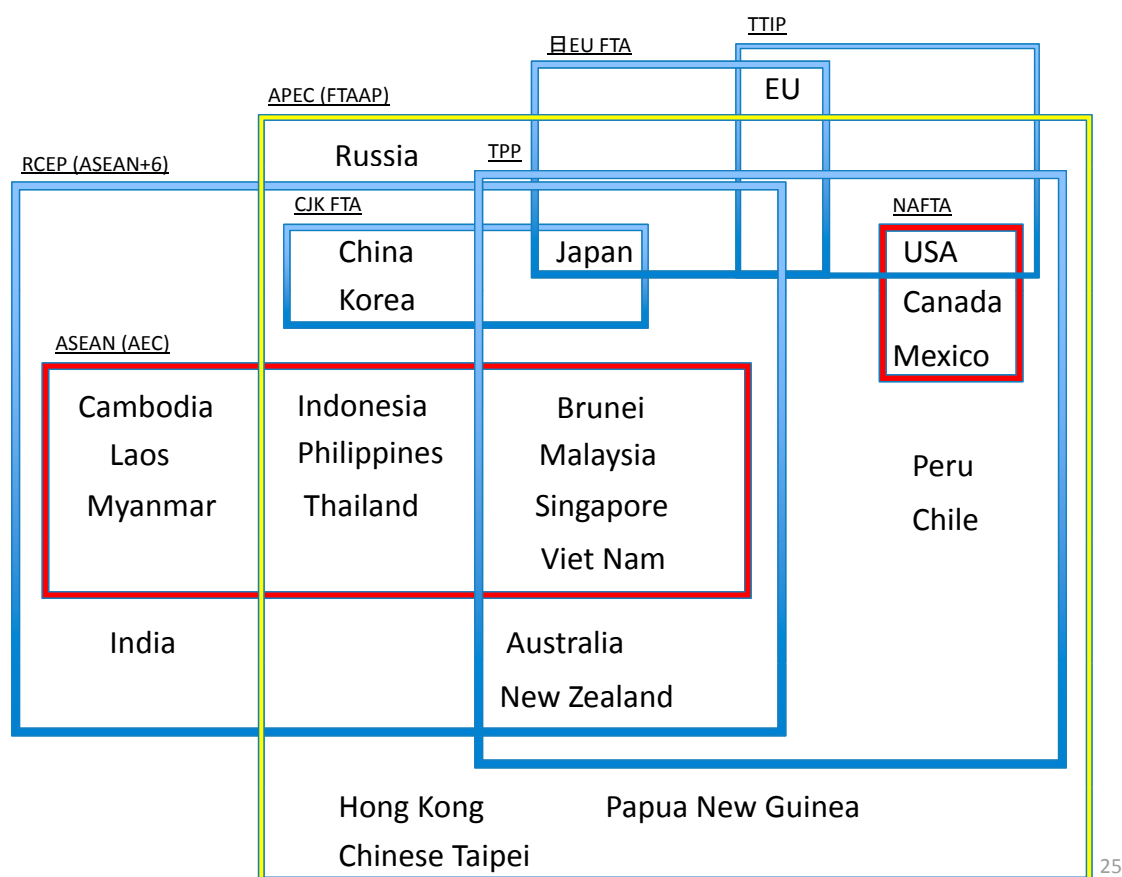 TTIP
日EU FTA
EU
APEC (FTAAP)
Russia
TPP
RCEP (ASEAN+6)
CJK FTA
NAFTA
China
Japan
USA
Korea
Canada
ASEAN (AEC)
Mexico
Cambodia
Indonesia
Brunei
Laos
Philippines
Malaysia
Peru
Myanmar
Thailand
Singapore
Chile
Viet Nam
India
Australia
New Zealand
Hong Kong
Papua New Guinea
Chinese Taipei
25